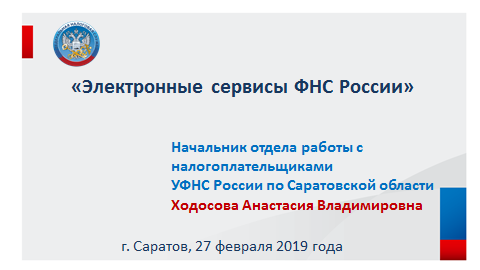 «Электронные сервисы ФНС России»
Начальник отдела работы с
налогоплательщиками
УФНС России по Саратовской области
Ходосова Анастасия Владимировна
г. Саратов, 27 февраля 2019 года